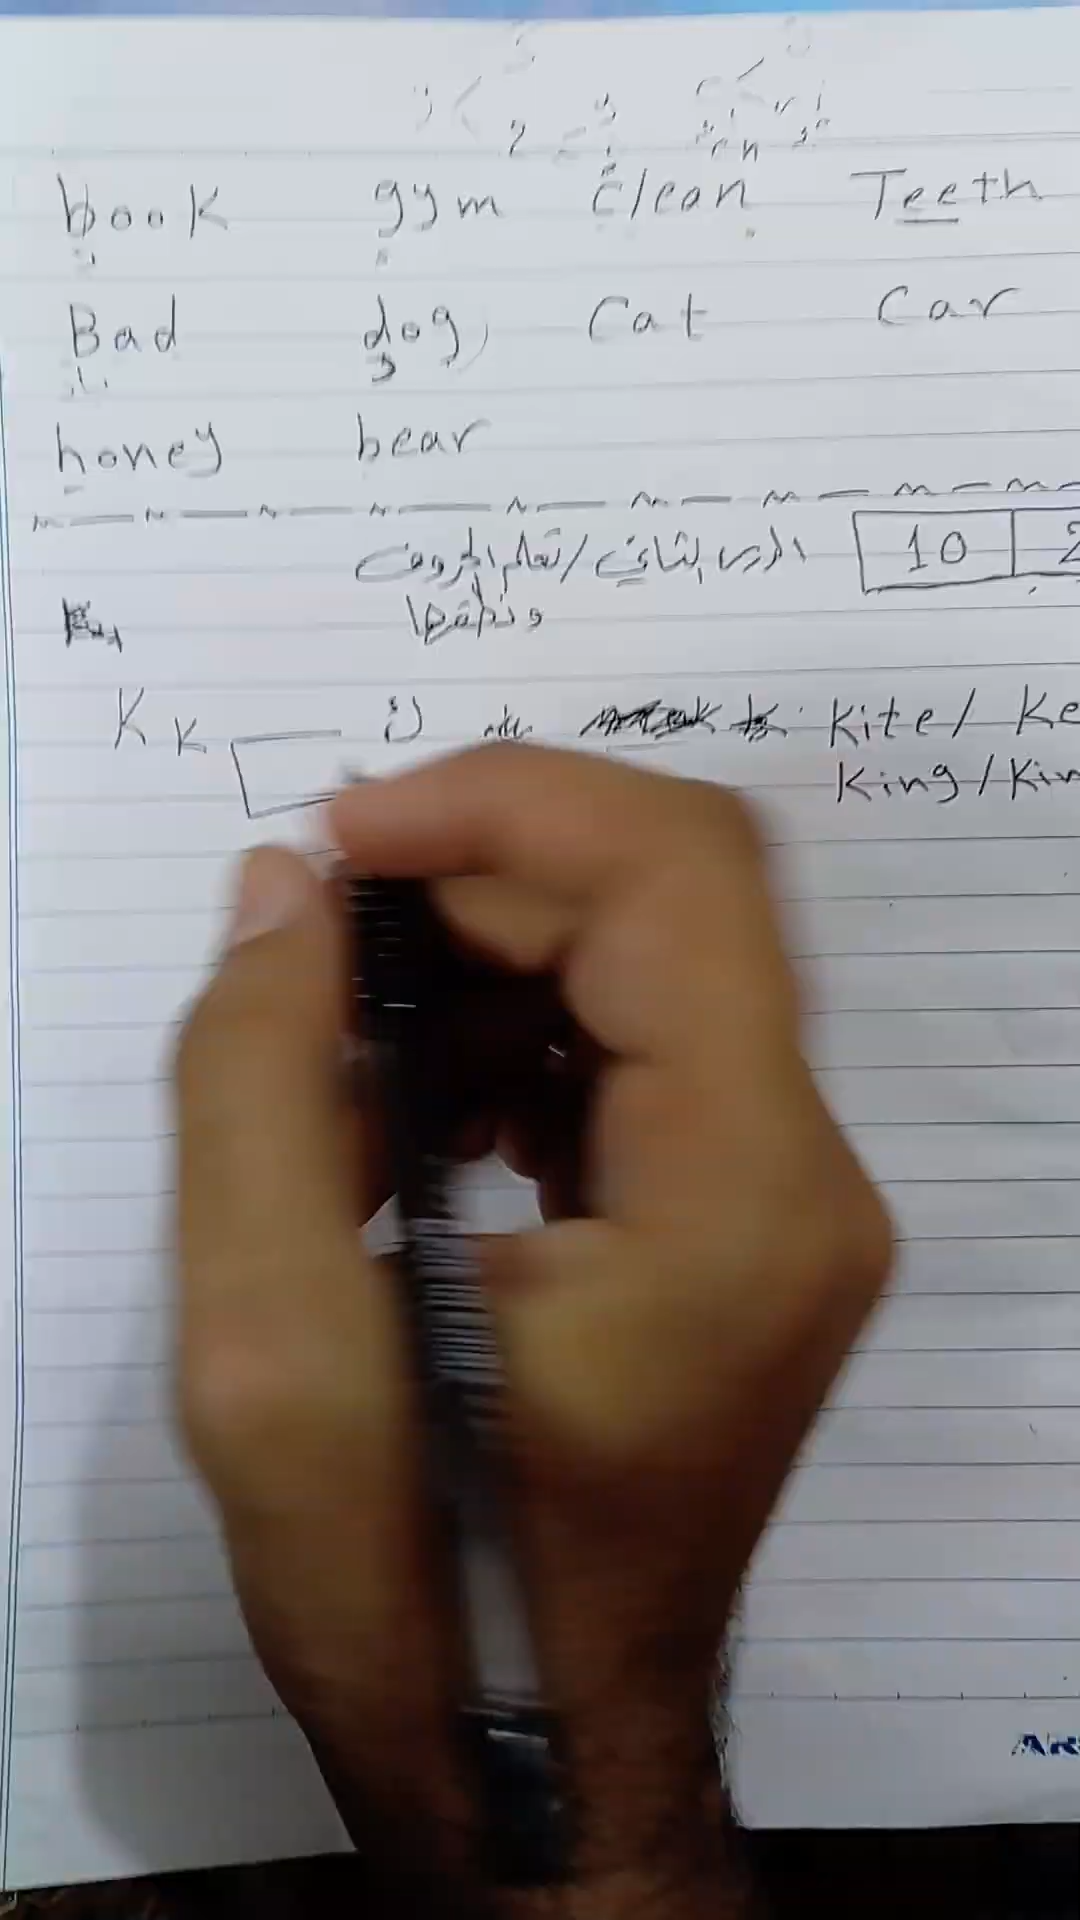 book gym clean Teeth
Bad dog Cat Car
honey bear
الدرس الثاني / تعلم الحروف 10 2
ونطقها
K k ك Kite / Ke
King / Kin